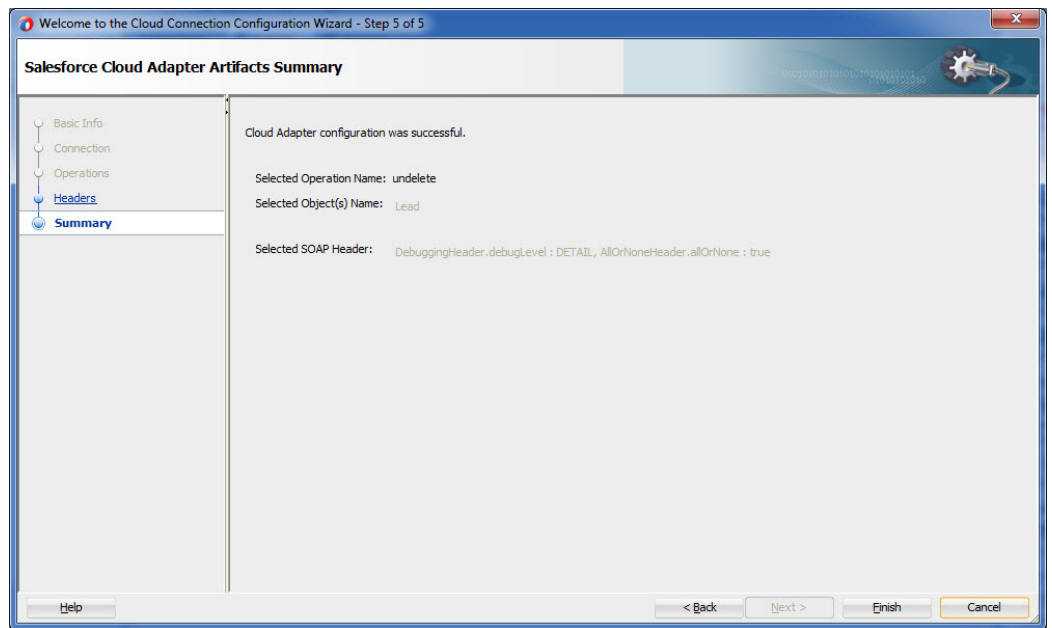 Welcome to the Cloud Connection Configuration Wizard - Step 5 of 5
Salesforce Cloud Adapter Artifacts Summary
Basic Info
Connection
Operations
Headers
Summary
Cloud Adapter configuration was successful.
Selected Operation Name: undelete
Selected Object(s) Name: Lead
Selected SOAP Header: DebuggingHeader.debugLevel : DETAIL, AllOrNoneHeader.allOrNone : true
Help
< Back
Next >
Finish
Cancel